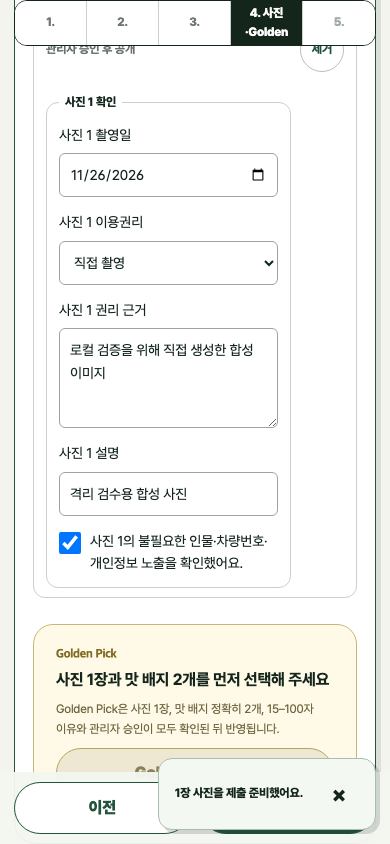 1.
2.
3.
4. 사진
·Golden
5.
관리자 승인 후 공개
제거
사진 1 확인
사진 1 촬영일
11/26/2026
사진 1 이용권리
직접 촬영
사진 1 권리 근거
로컬 검증을 위해 직접 생성한 합성
이미지
사진 1 설명
격리 검수용 합성 사진
사진 1의 불필요한 인물·차량번호·
개인정보 노출을 확인했어요.
Golden Pick
사진 1장과 맛 배지 2개를 먼저 선택해 주세요
Golden Pick은 사진 1장, 맛 배지 정확히 2개, 15–100자
이유와 관리자 승인이 모두 확인된 뒤 반영됩니다.
이전
1장 사진을 제출 준비했어요.